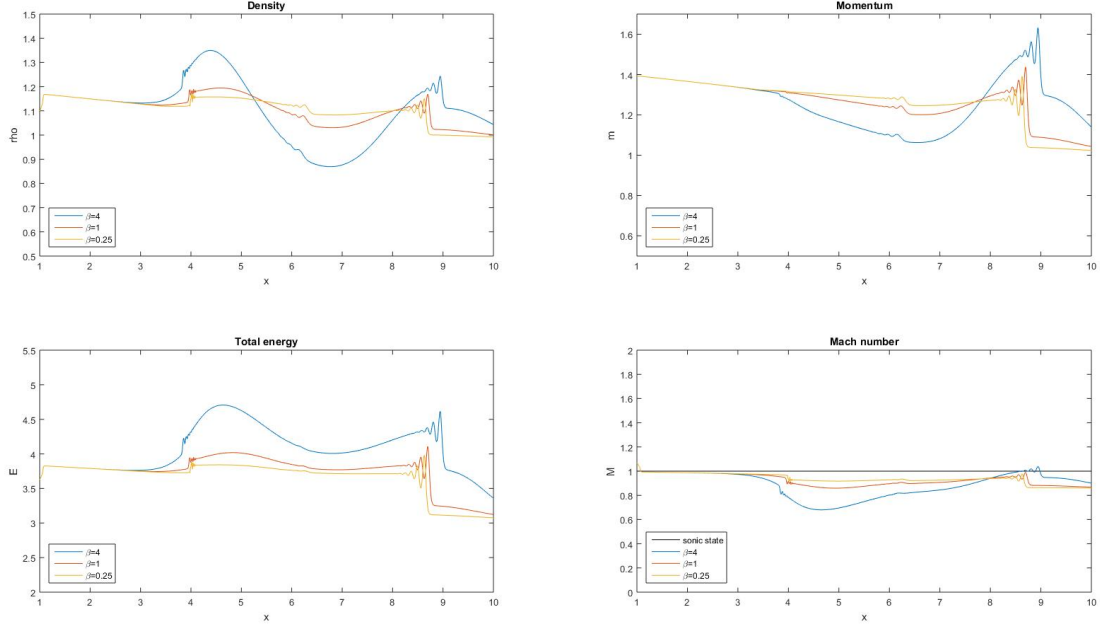 Density
1.5
1.4
1.3
1.2
1.1
1
0.9
0.8
0.7
0.6
0.5
rho
β=4
β=1
β=0.25
1 2 3 4 5 6 7 8 9 10
x
Momentum
1.6
1.4
1.2
1
0.8
0.6
m
β=4
β=1
β=0.25
1 2 3 4 5 6 7 8 9 10
x
Total energy
5.5
5
4.5
4
3.5
3
2.5
2
E
β=4
β=1
β=0.25
1 2 3 4 5 6 7 8 9 10
x
Mach number
2
1.8
1.6
1.4
1.2
1
0.8
0.6
0.4
0.2
0
M
sonic state
β=4
β=1
β=0.25
1 2 3 4 5 6 7 8 9 10
x